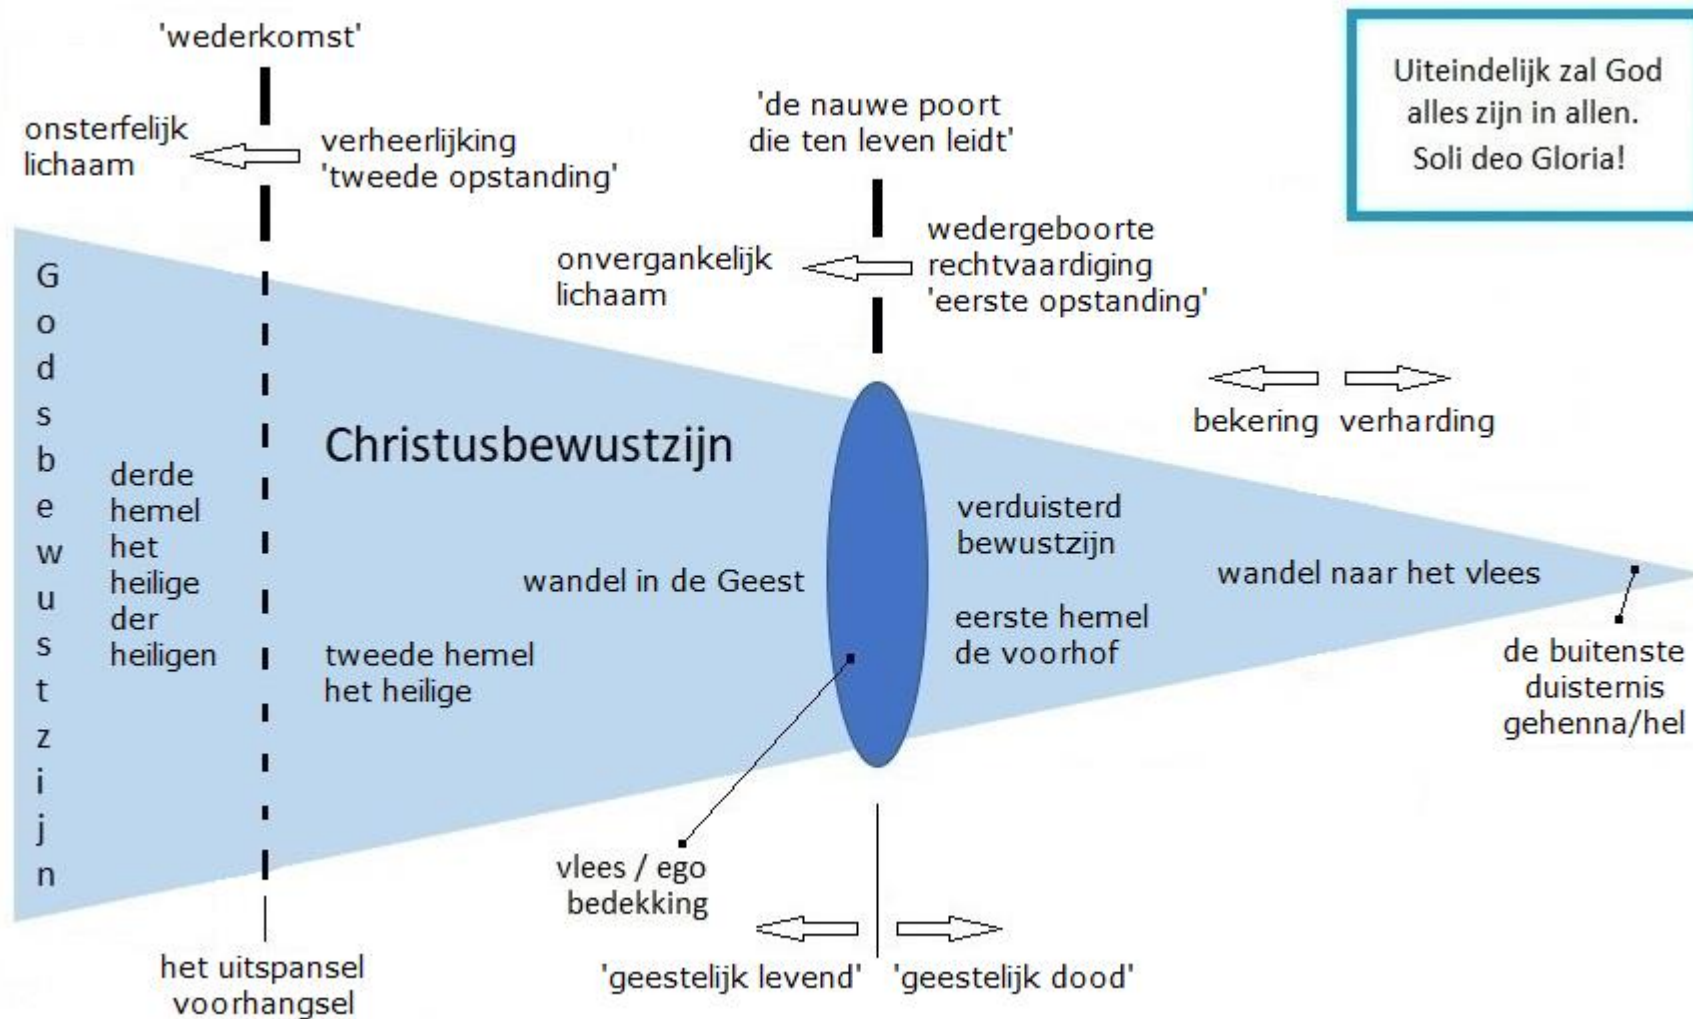 'wederkomst'
onsterfelijk
lichaam
verheerlijking
'tweede opstanding'
'de nauwe poort
die ten leven leidt'
Uiteindelijk zal God
alles zijn in allen.
Soli deo Gloria!
onvergankelijk
lichaam
wedergeboorte
rechtvaardiging
'eerste opstanding'
bekering
verharding
Godsbewustzijn
derde
hemel
het
heilige
der
heiligen
Christusbewustzijn
wandel in de Geest
tweede hemel
het heilige
verduisterd
bewustzijn
eerste hemel
de voorhof
wandel naar het vlees
de buitenste
duisternis
gehenna/hel
vlees / ego
bedekking
'geestelijk levend'
'geestelijk dood'
het uitspansel
voorhangsel